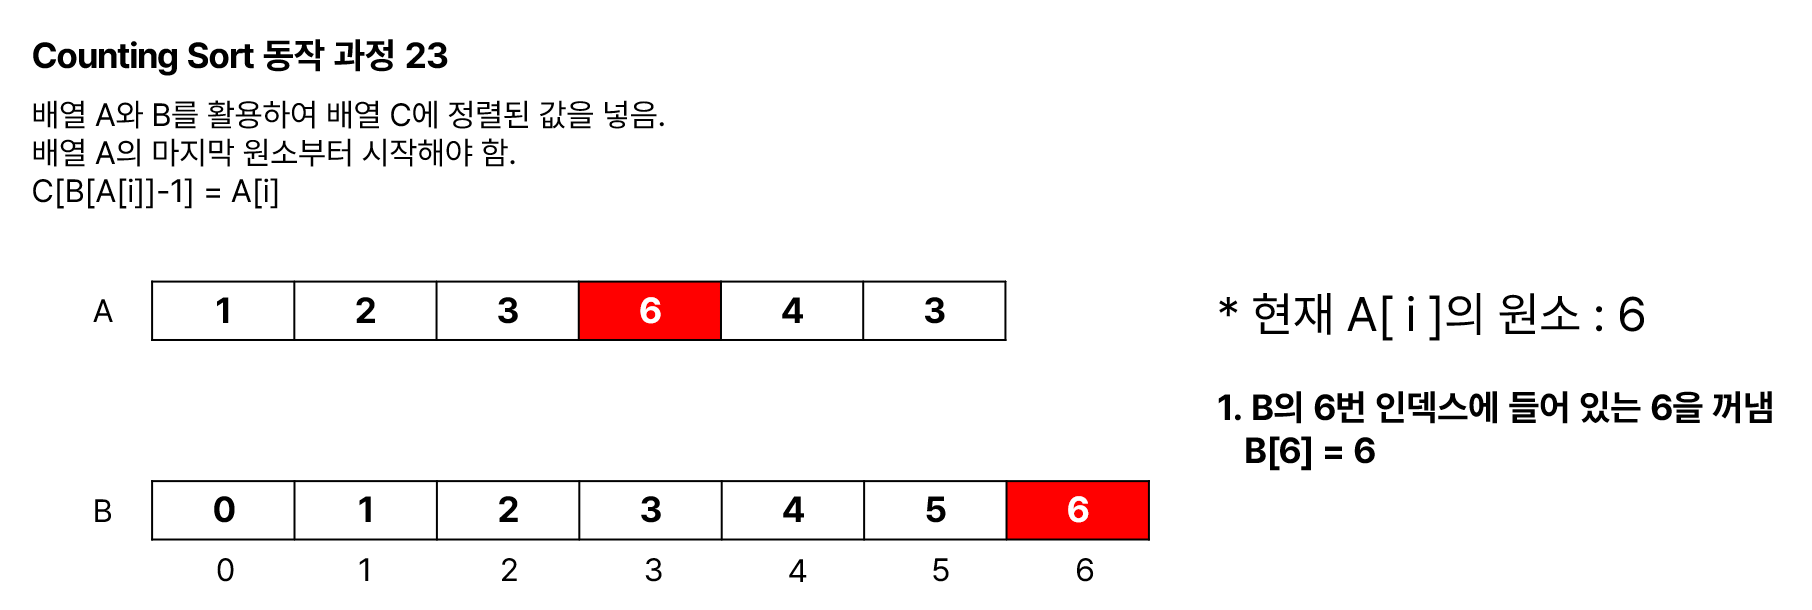 Counting Sort 동작 과정 23
배열 A와 B를 활용하여 배열 C에 정렬된 값을 넣음.
배열 A의 마지막 원소부터 시작해야 함.
C[B[A[i]]-1] = A[i]
A 1 2 3 6 4 3
* 현재 A[ i ]의 원소 : 6
1. B의 6번 인덱스에 들어 있는 6을 꺼냄
B[6] = 6
B 0 1 2 3 4 5 6
0 1 2 3 4 5 6